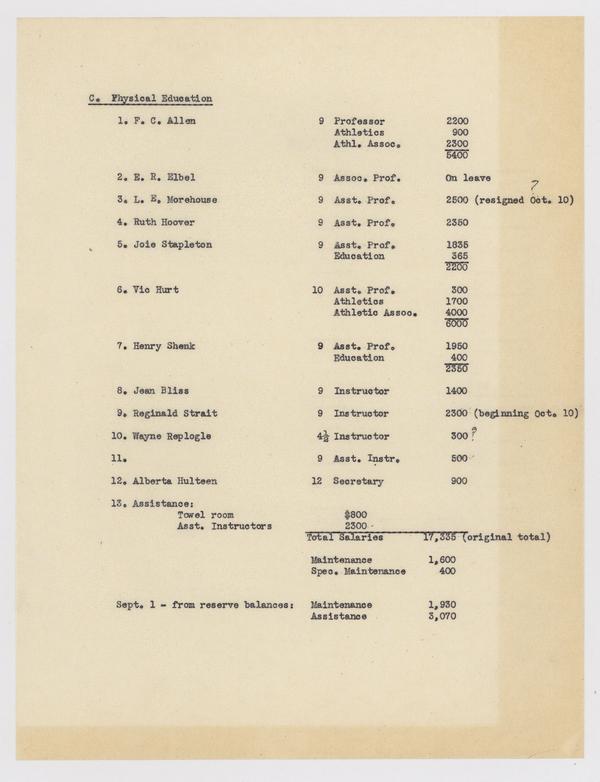 C. Physical Education
1. F. C. Allen 9 Professor 2200
Athletics 900
Athl. Assoc. 2300
5400
2. E. R. Elbel 9 Assoc. Prof. On leave
?
3. L. E. Morehouse 9 Asst. Prof. 2500 (resigned Oct. 10)
4. Ruth Hoover 9 Asst. Prof. 2350
5. Joie Stapleton 9 Asst. Prof. 1835
Education 365
2200
6. Vic Hurt 10 Asst. Prof. 300
Athletics 1700
Athletic Assoc. 4000
6000
7. Henry Shenk 9 Asst. Prof. 1950
Education 400
2350
8. Jean Bliss 9 Instructor 1400
9. Reginald Strait 9 Instructor 2300 (beginning Oct. 10)
10. Wayne Replogle 4½ Instructor 300 ?
11. 9 Asst. Instr. 500
12. Alberta Hulteen 12 Secretary 900
13. Assistance:
Towel room $800
Asst. Instructors 2300
Total Salaries 17,335 (original total)
Maintenance 1,600
Spec. Maintenance 400
Sept. 1 - from reserve balances: Maintenance 1,930
Assistance 3,070